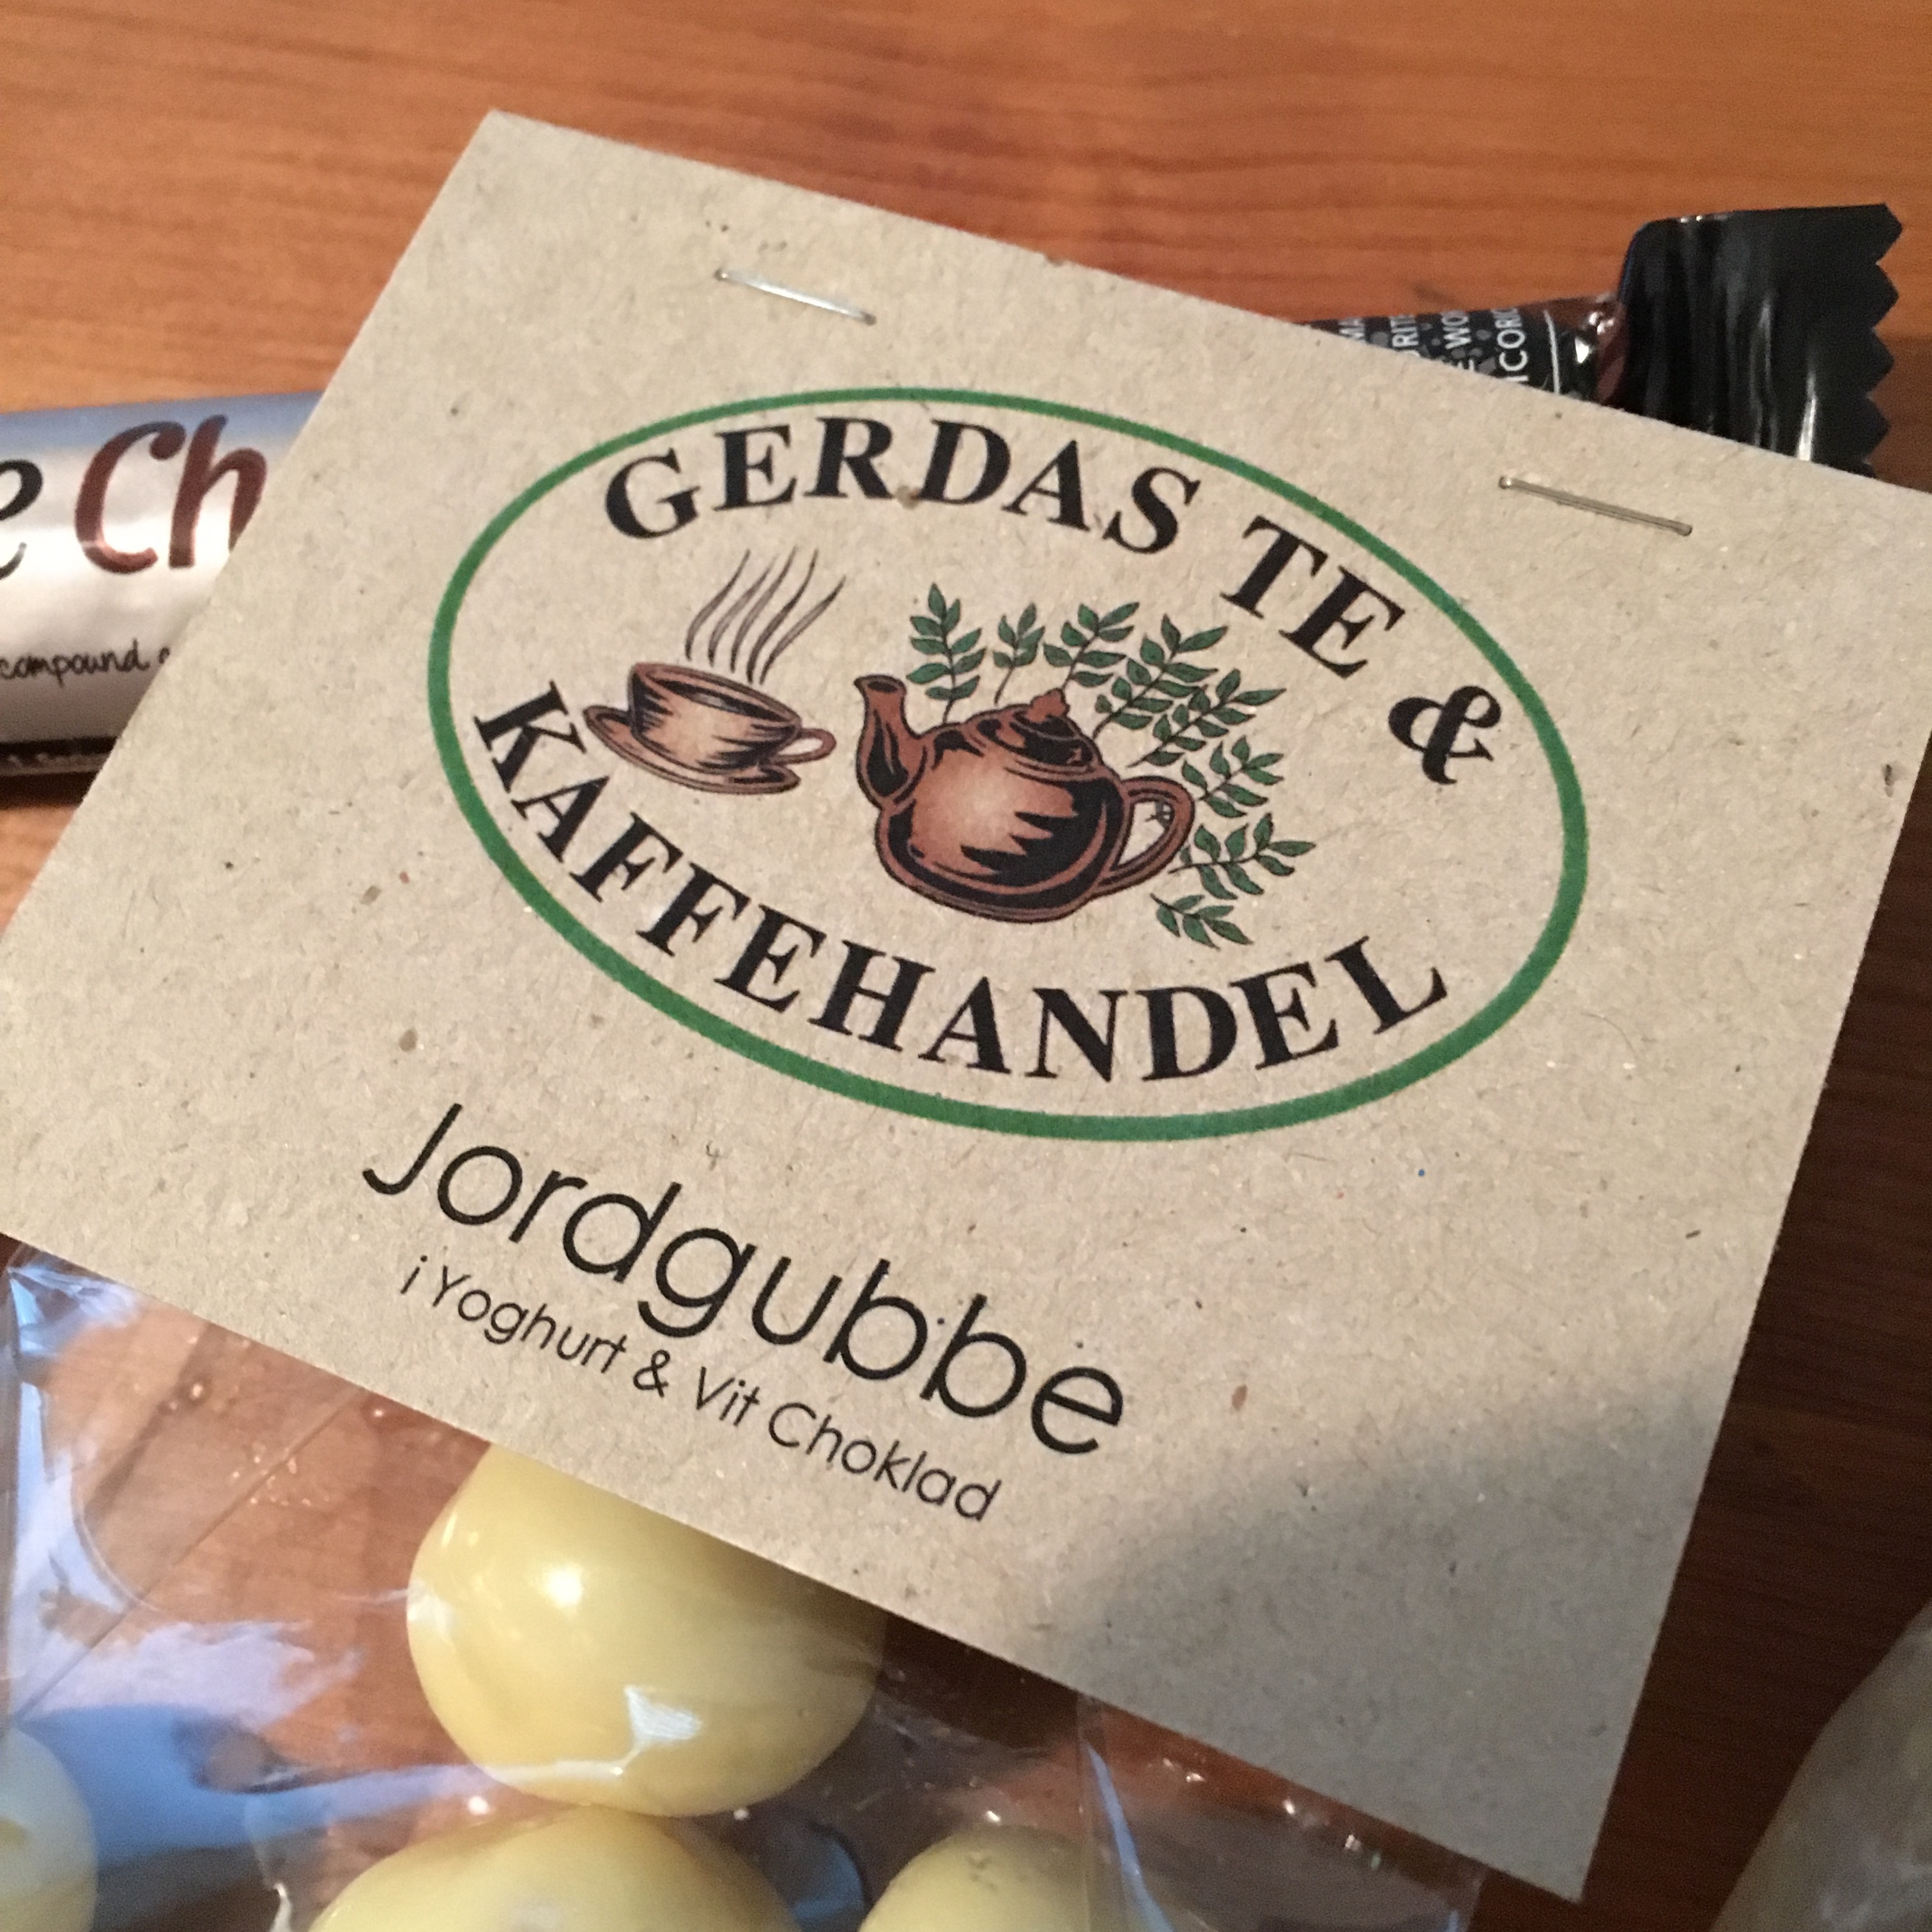 GERDAS TE &
KAFFEHANDEL
Jordgubbe
i Yoghurt & Vit Choklad
Ch
compound